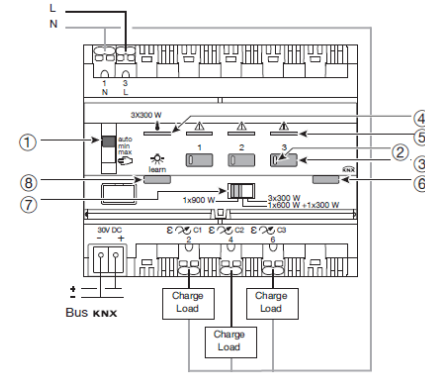 L
N
1 3
N L
3X300 W
④
⑤
① auto
min
max
1 2 3
②
③
learn
KNX
⑧
⑥
⑦
1x900 W 3x300 W
1x600 W +1x300 W
30V DC
- +
C1 C2 C3
2 4 6
Charge
Load
Charge
Load
Charge
Load
+
-
Bus KNX